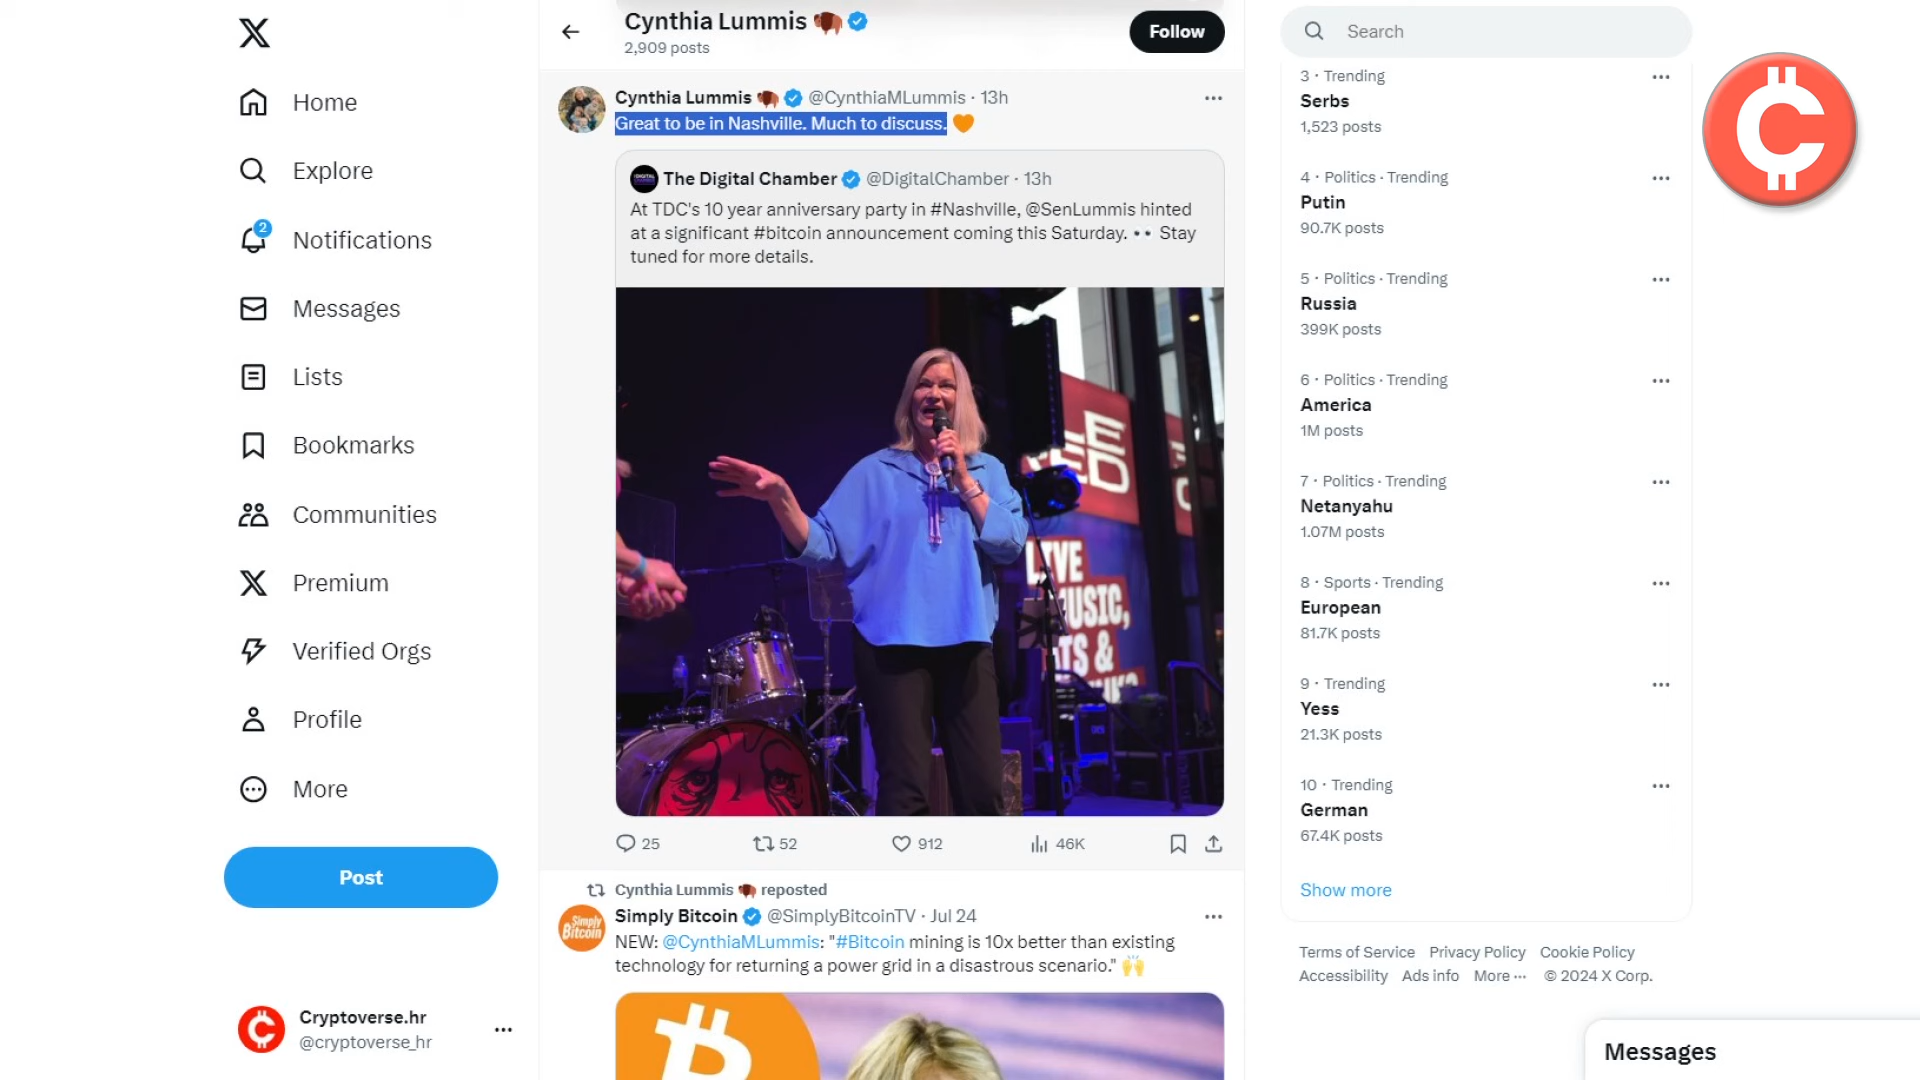 Home
Explore
2
Notifications
Messages
Lists
Bookmarks
Communities
Premium
Verified Orgs
Profile
More
Post
Cryptoverse.hr
@cryptoverse_hr
Cynthia Lummis
2,909 posts
Follow
Cynthia Lummis @CynthiaMLummis · 13h
Great to be in Nashville. Much to discuss.
The Digital Chamber @DigitalChamber · 13h
At TDC's 10 year anniversary party in #Nashville, @SenLummis hinted
at a significant #bitcoin announcement coming this Saturday. Stay
tuned for more details.
LIVE
MUSIC,
25
52
912
46K
Cynthia Lummis reposted
Simply Bitcoin @SimplyBitcoinTV · Jul 24
Simply
Bitcoin
NEW: @CynthiaMLummis: "#Bitcoin mining is 10x better than existing
technology for returning a power grid in a disastrous scenario."
Search
3 · Trending
Serbs
1,523 posts
4 · Politics · Trending
Putin
90.7K posts
5 · Politics · Trending
Russia
399K posts
6 · Politics · Trending
America
1M posts
7 · Politics · Trending
Netanyahu
1.07M posts
8 · Sports · Trending
European
81.7K posts
9 · Trending
Yess
21.3K posts
10 · Trending
German
67.4K posts
Show more
Terms of Service Privacy Policy Cookie Policy
Accessibility Ads info More ··· © 2024 X Corp.
Messages